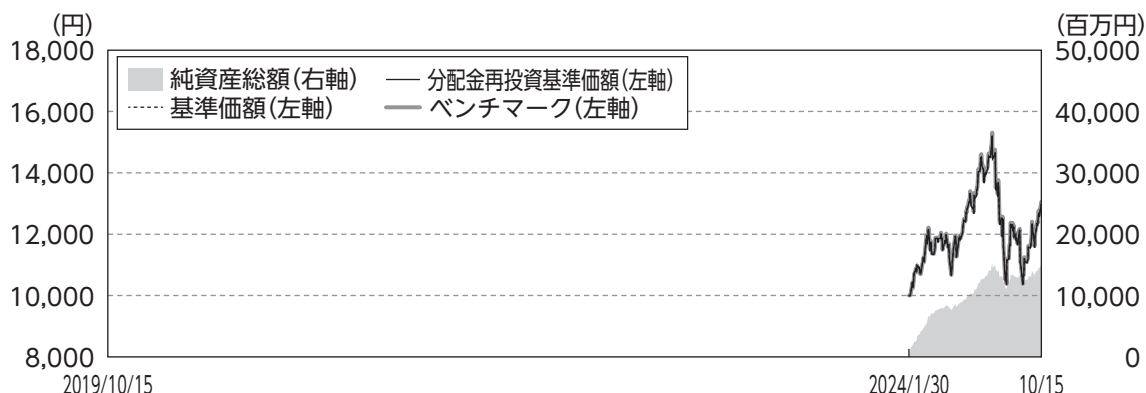 (円) (百万円)
18,000 50,000
純資産総額(右軸) 分配金再投資基準価額(左軸)
基準価額(左軸) ベンチマーク(左軸)
16,000 40,000
14,000 30,000
12,000 20,000
10,000 10,000
8,000 0
2019/10/15 2024/1/30 10/15